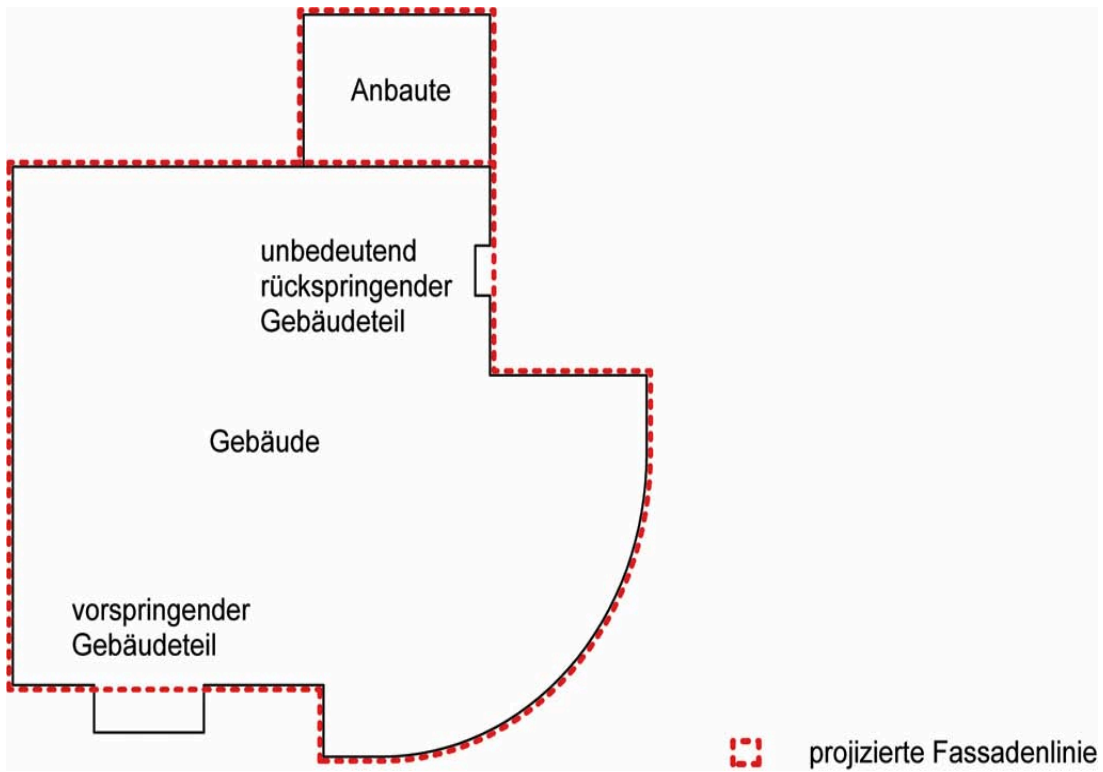 Anbaute
unbedeutend
rückspringender
Gebäudeteil
Gebäude
vorspringender
Gebäudeteil
projizierte Fassadenlinie